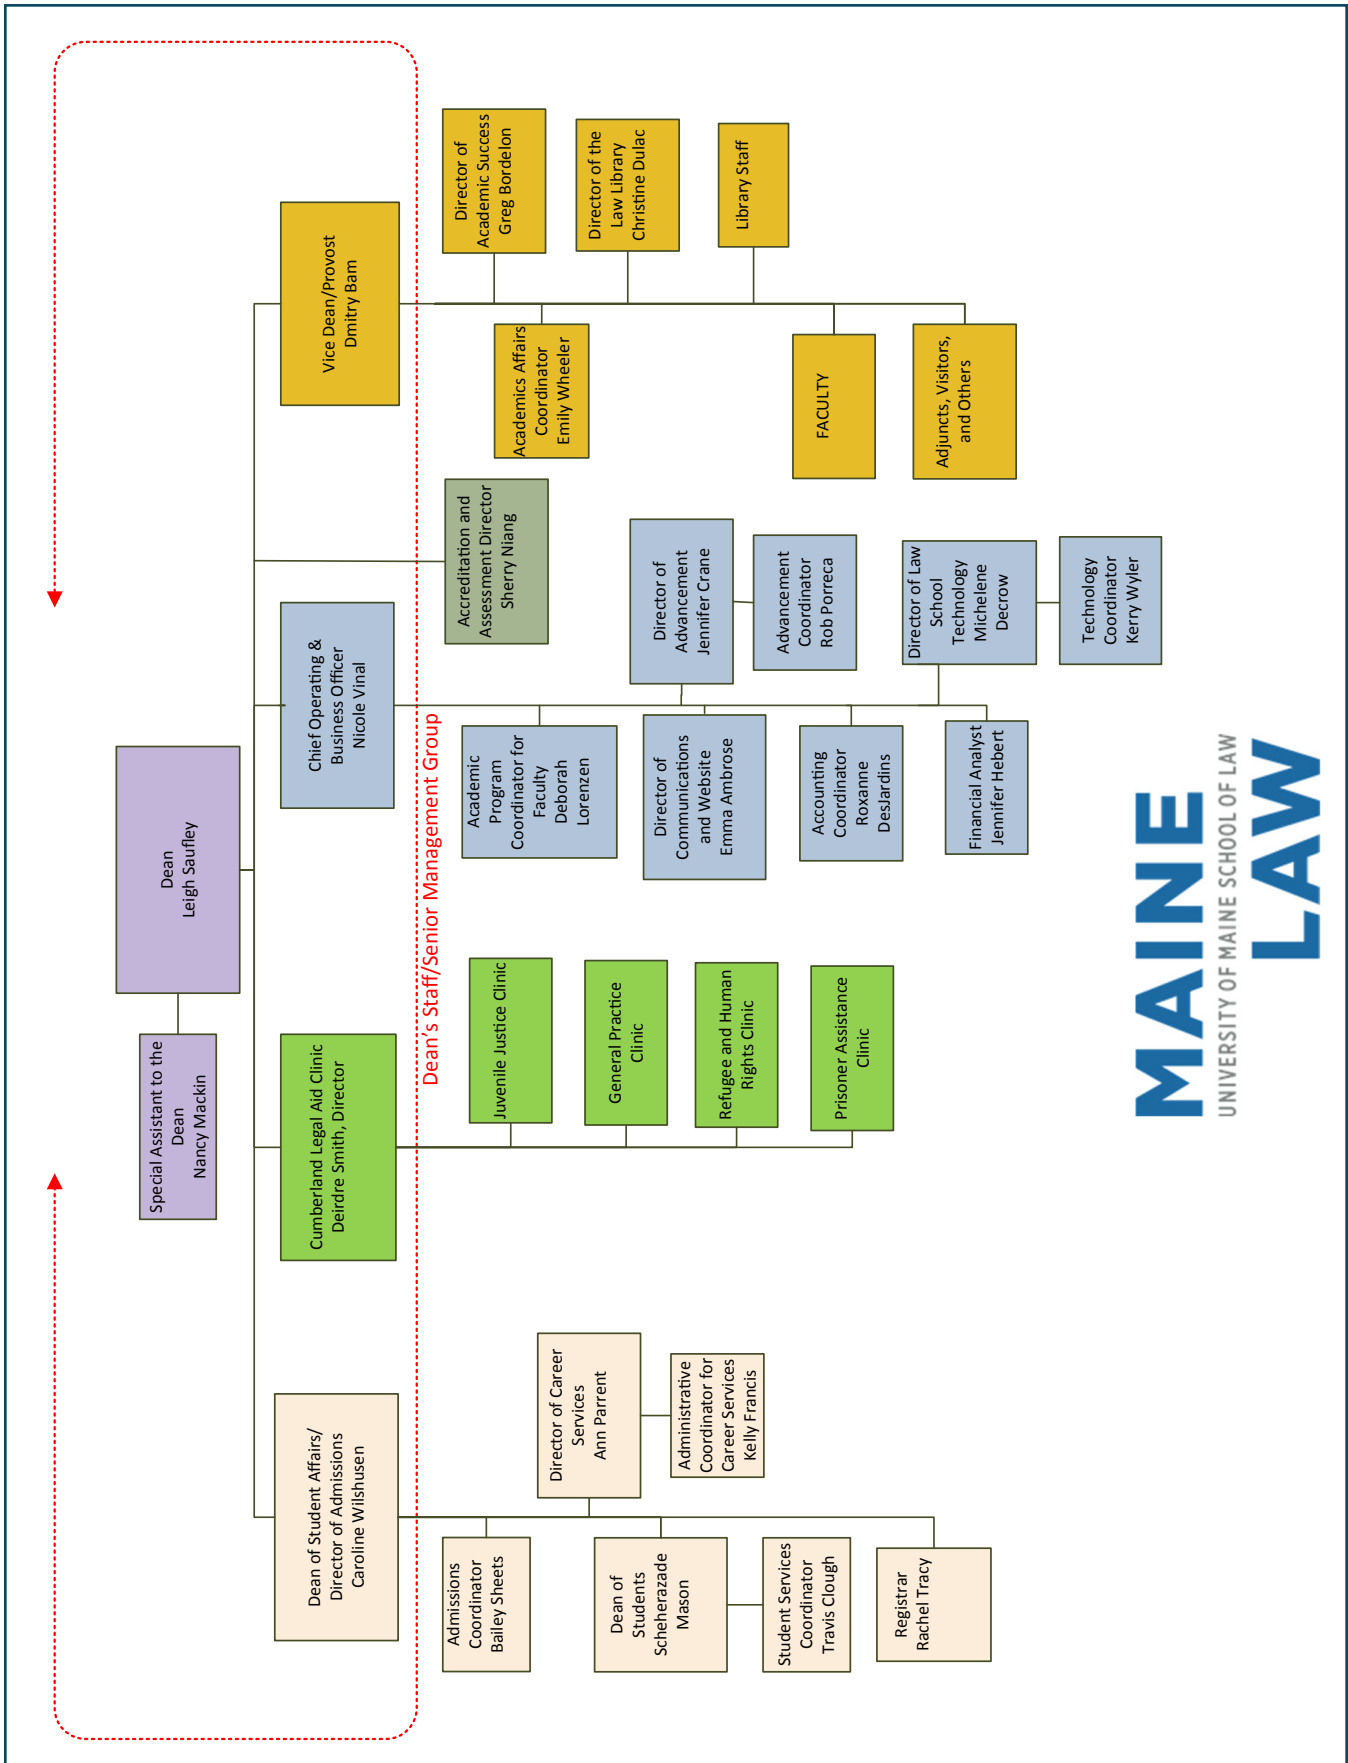 Dean
Leigh Saufley
Special Assistant to the
Dean
Nancy Mackin
Dean of Student Affairs/
Director of Admissions
Caroline Wilshusen
Cumberland Legal Aid Clinic
Deirdre Smith, Director
Chief Operating &
Business Officer
Nicole Vinal
Vice Dean/Provost
Dmitry Bam
Dean's Staff/Senior Management Group
Admissions
Coordinator
Bailey Sheets
Director of Career
Services
Ann Parrent
Administrative
Coordinator for
Career Services
Kelly Francis
Dean of
Students
Scheherazade
Mason
Student Services
Coordinator
Travis Clough
Registrar
Rachel Tracy
Juvenile Justice Clinic
General Practice
Clinic
Refugee and Human
Rights Clinic
Prisoner Assistance
Clinic
Academic
Program
Coordinator for
Faculty
Deborah
Lorenzen
Director of
Advancement
Jennifer Crane
Advancement
Coordinator
Rob Porreca
Director of
Communications
and Website
Emma Ambrose
Accounting
Coordinator
Roxanne
DesJardins
Director of Law
School
Technology
Michelene
Decrow
Technology
Coordinator
Kerry Wyler
Financial Analyst
Jennifer Hebert
Accreditation and
Assessment Director
Sherry Niang
Director of
Academic Success
Greg Bordelon
Academics Affairs
Coordinator
Emily Wheeler
Director of the
Law Library
Christine Dulac
Library Staff
FACULTY
Adjuncts, Visitors,
and Others
MAINE
UNIVERSITY OF MAINE SCHOOL OF LAW
LAW